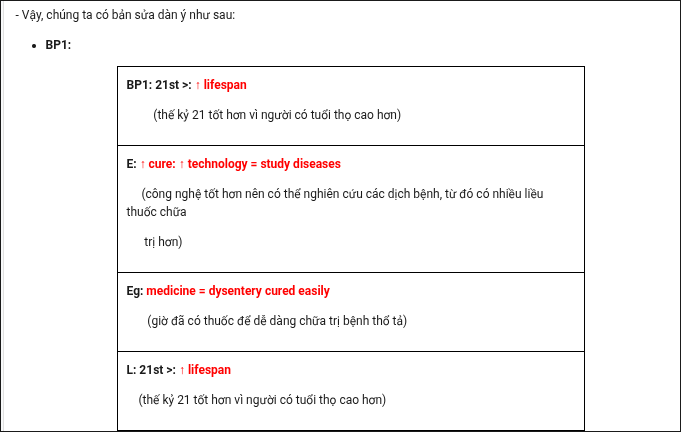 - Vậy, chúng ta có bản sửa dàn ý như sau:
• BP1:
BP1: 21st >: ↑ lifespan
(thế kỷ 21 tốt hơn vì người có tuổi thọ cao hơn)
E: ↑ cure: ↑ technology = study diseases
(công nghệ tốt hơn nên có thể nghiên cứu các dịch bệnh, từ đó có nhiều liều
thuốc chữa
trị hơn)
Eg: medicine = dysentery cured easily
(giờ đã có thuốc để dễ dàng chữa trị bệnh thổ tả)
L: 21st >: ↑ lifespan
(thế kỷ 21 tốt hơn vì người có tuổi thọ cao hơn)